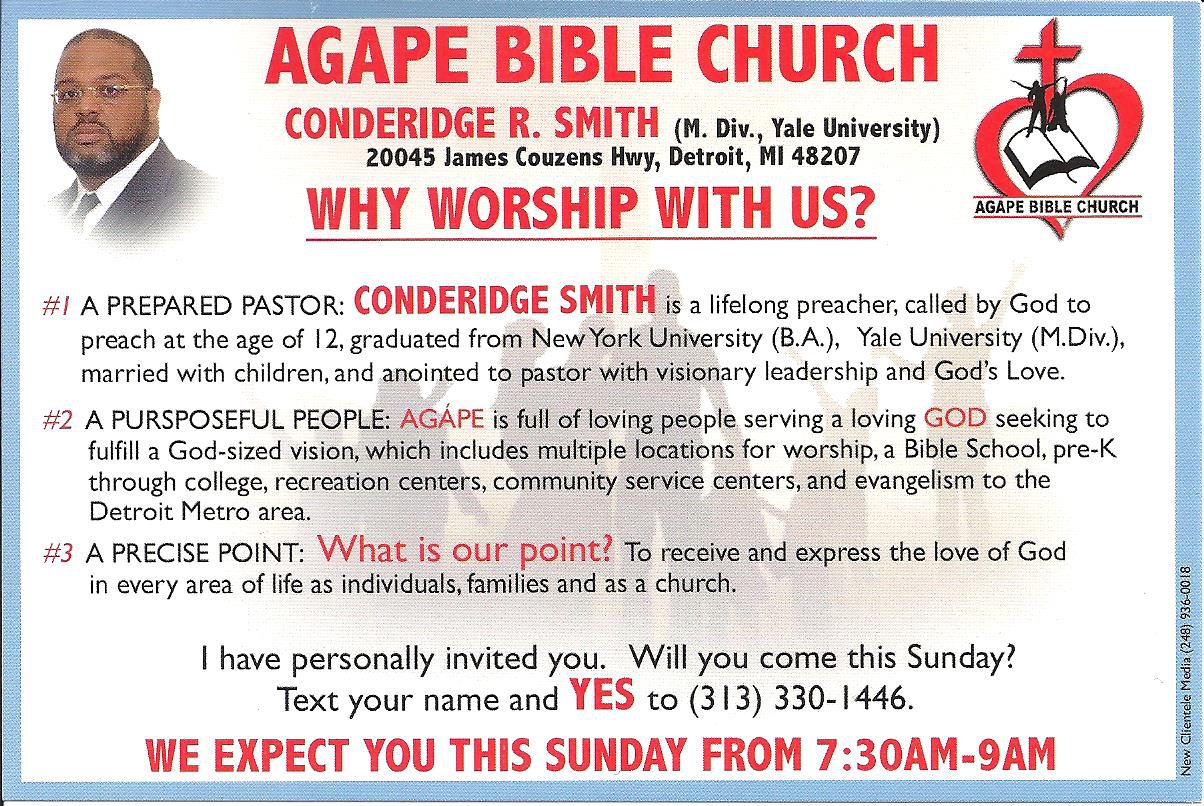 AGAPE BIBLE CHURCH
CONDERIDGE R. SMITH (M. Div., Yale University)
20045 James Couzens Hwy, Detroit, MI 48207
AGAPE BIBLE CHURCH
WHY WORSHIP WITH US?
#1 A PREPARED PASTOR: CONDERIDGE SMITH is a lifelong preacher, called by God to
preach at the age of 12, graduated from New York University (B.A.), Yale University (M.Div.),
married with children, and anointed to pastor with visionary leadership and God's Love.
#2 A PURSPOSEFUL PEOPLE: AGÁPE is full of loving people serving a loving GOD seeking to
fulfill a God-sized vision, which includes multiple locations for worship, a Bible School, pre-K
through college, recreation centers, community service centers, and evangelism to the
Detroit Metro area.
#3 A PRECISE POINT: What is our point? To receive and express the love of God
in every area of life as individuals, families and as a church.
I have personally invited you. Will you come this Sunday?
Text your name and YES to (313) 330-1446.
WE EXPECT YOU THIS SUNDAY FROM 7:30AM-9AM
New Clientele Media (248) 936-0018